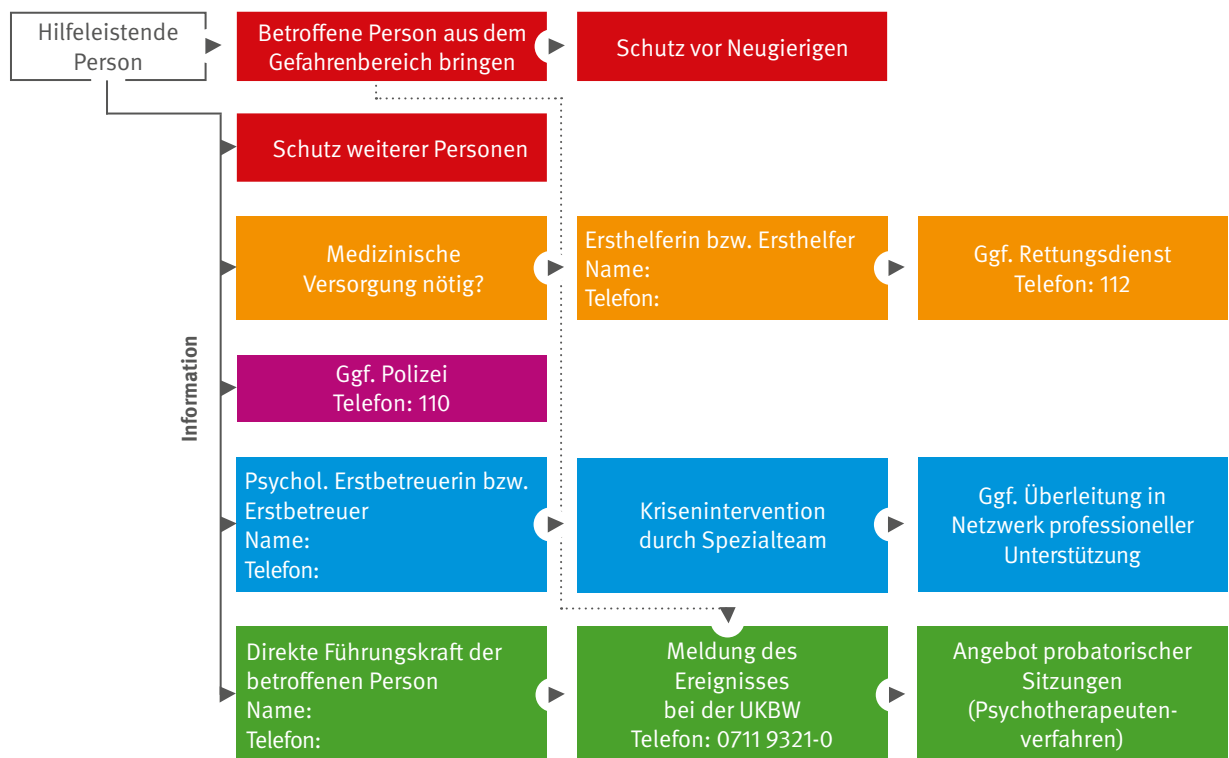 Hilfeleistende
Person
Betroffene Person aus dem
Gefahrenbereich bringen
Schutz vor Neugierigen
Schutz weiterer Personen
Medizinische
Versorgung nötig?
Ersthelferin bzw. Ersthelfer
Name:
Telefon:
Ggf. Rettungsdienst
Telefon: 112
Information
Ggf. Polizei
Telefon: 110
Psychol. Erstbetreuerin bzw.
Erstbetreuer
Name:
Telefon:
Krisenintervention
durch Spezialteam
Ggf. Überleitung in
Netzwerk professioneller
Unterstützung
Direkte Führungskraft der
betroffenen Person
Name:
Telefon:
Meldung des
Ereignisses
bei der UKBW
Telefon: 0711 9321-0
Angebot probatorischer
Sitzungen
(Psychotherapeuten-
verfahren)